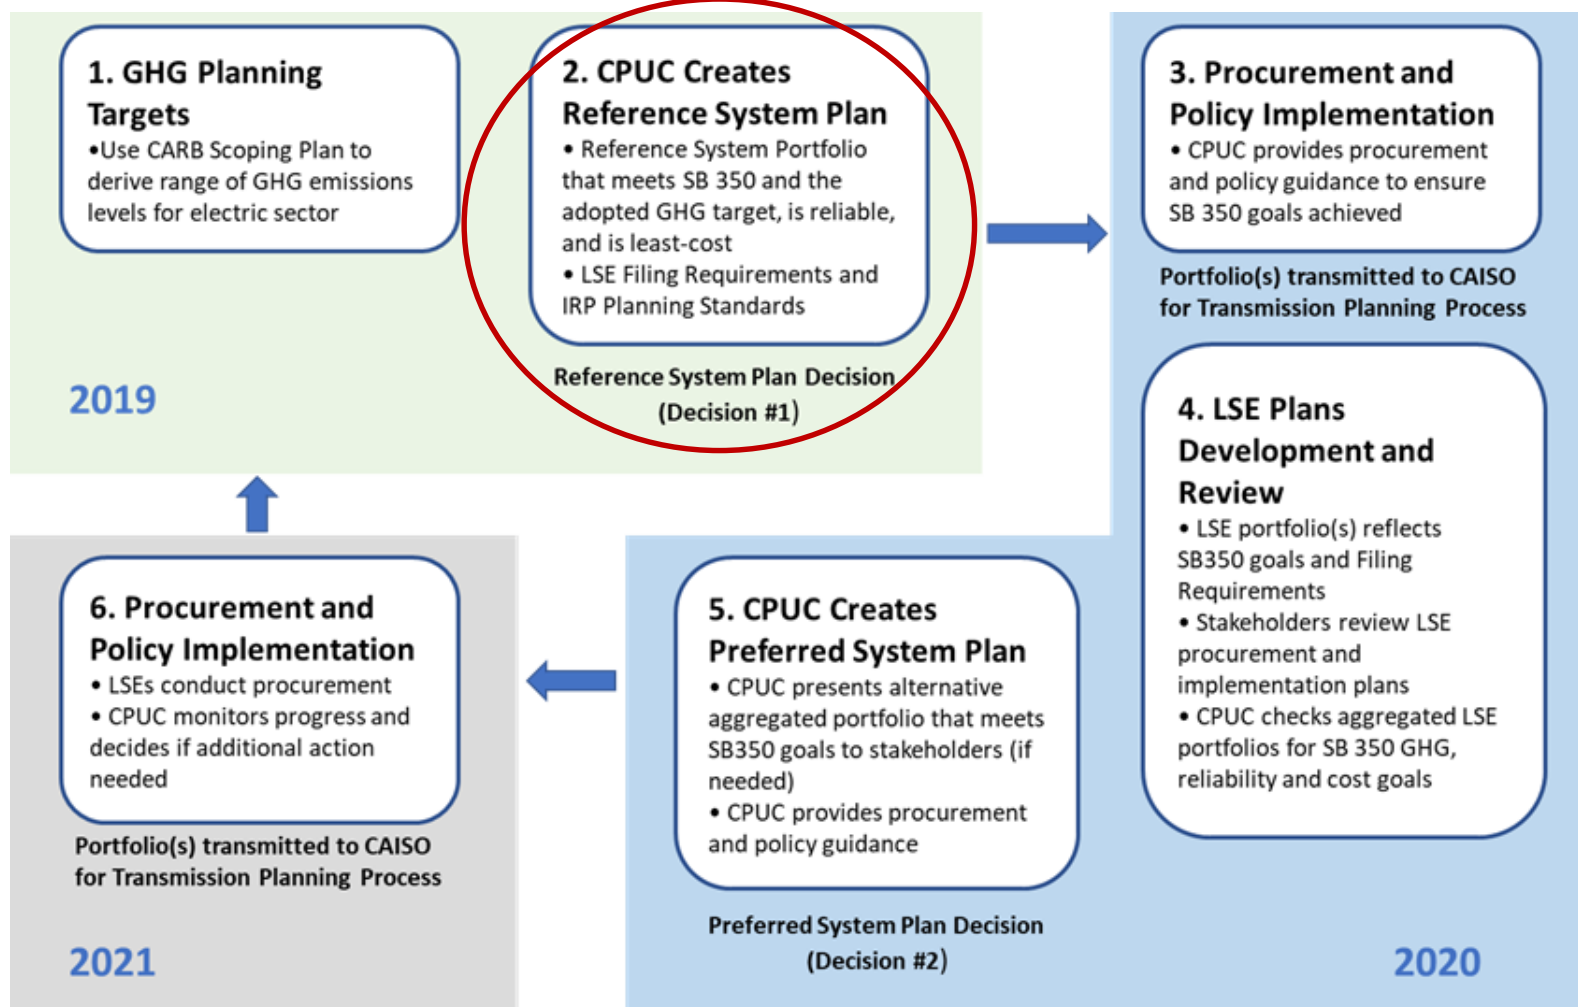 1. GHG Planning
Targets
•Use CARB Scoping Plan to
derive range of GHG emissions
levels for electric sector
2. CPUC Creates
Reference System Plan
• Reference System Portfolio
that meets SB 350 and the
adopted GHG target, is reliable,
and is least-cost
• LSE Filing Requirements and
IRP Planning Standards
Reference System Plan Decision
(Decision #1)
2019
3. Procurement and
Policy Implementation
• CPUC provides procurement
and policy guidance to ensure
SB 350 goals achieved
Portfolio(s) transmitted to CAISO
for Transmission Planning Process
4. LSE Plans
Development and
Review
• LSE portfolio(s) reflects
SB350 goals and Filing
Requirements
• Stakeholders review LSE
procurement and
implementation plans
• CPUC checks aggregated LSE
portfolios for SB 350 GHG,
reliability and cost goals
5. CPUC Creates
Preferred System Plan
• CPUC presents alternative
aggregated portfolio that meets
SB350 goals to stakeholders (if
needed)
• CPUC provides procurement
and policy guidance
Preferred System Plan Decision
(Decision #2)
2020
6. Procurement and
Policy Implementation
• LSEs conduct procurement
• CPUC monitors progress and
decides if additional action
needed
Portfolio(s) transmitted to CAISO
for Transmission Planning Process
2021